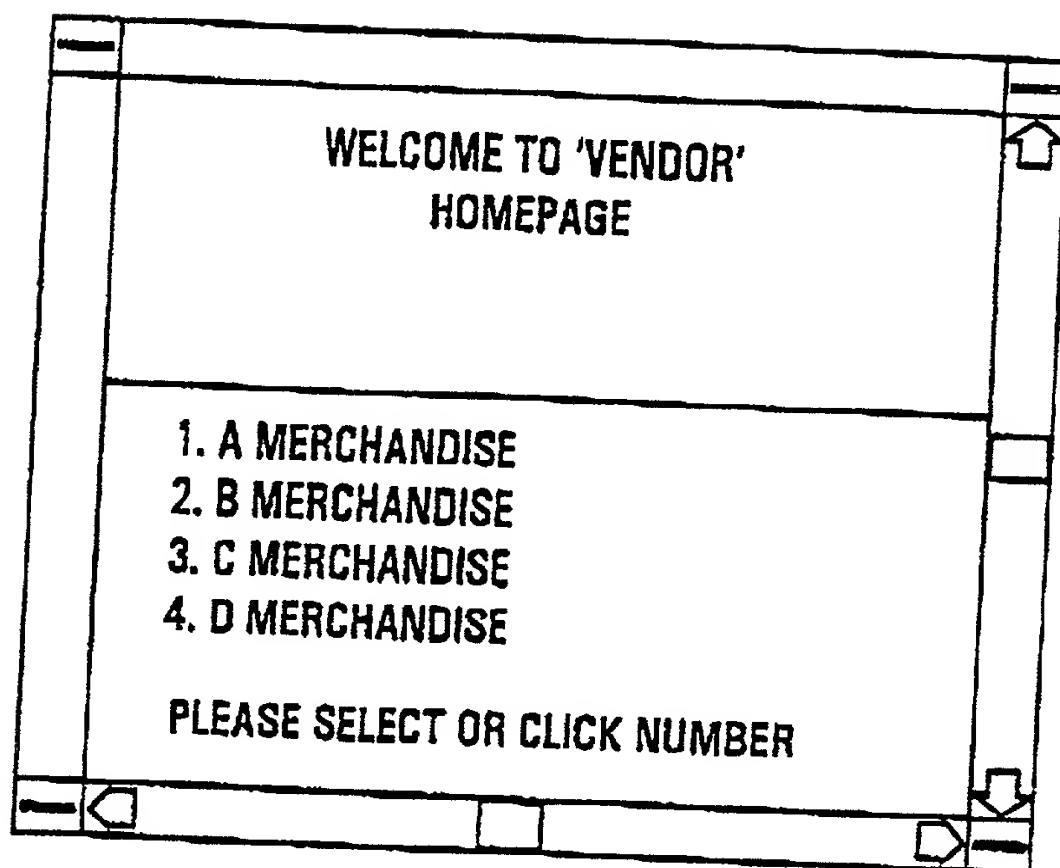 WELCOME TO 'VENDOR'
HOMEPAGE
1. A MERCHANDISE
2. B MERCHANDISE
3. C MERCHANDISE
4. D MERCHANDISE
PLEASE SELECT OR CLICK NUMBER